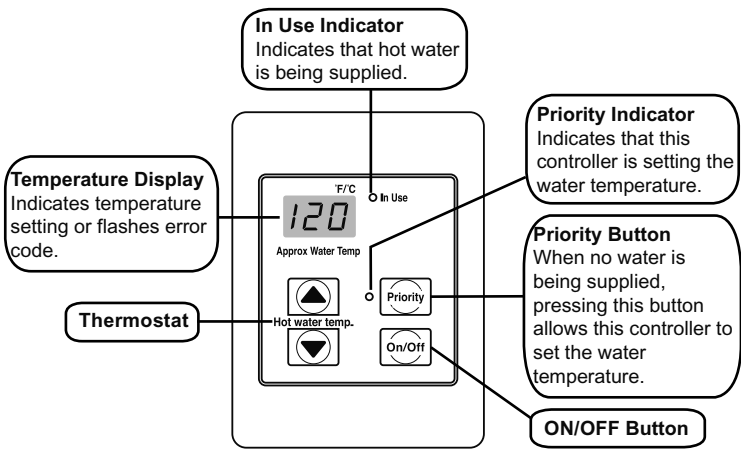 In Use Indicator
Indicates that hot water
is being supplied.
Priority Indicator
Indicates that this
controller is setting the
water temperature.
Temperature Display
Indicates temperature
setting or flashes error
code.
°F/°C
120
In Use
Approx Water Temp
Priority Button
When no water is
being supplied,
pressing this button
allows this controller to
set the water
temperature.
Thermostat
Hot water temp.
Priority
On/Off
ON/OFF Button